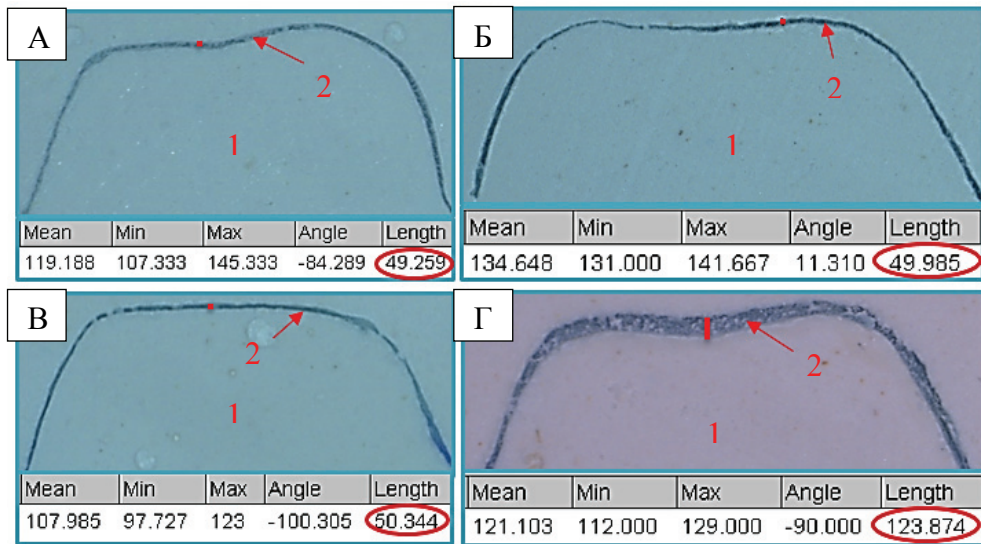 А
2
1
Mean Min Max Angle Length
119.188 107.333 145.333 -84.289 49.259
Б
2
1
Mean Min Max Angle Length
134.648 131.000 141.667 11.310 49.985
В
2
1
Mean Min Max Angle Length
107.985 97.727 123 -100.305 50.344
Г
2
1
Mean Min Max Angle Length
121.103 112.000 129.000 -90.000 123.874